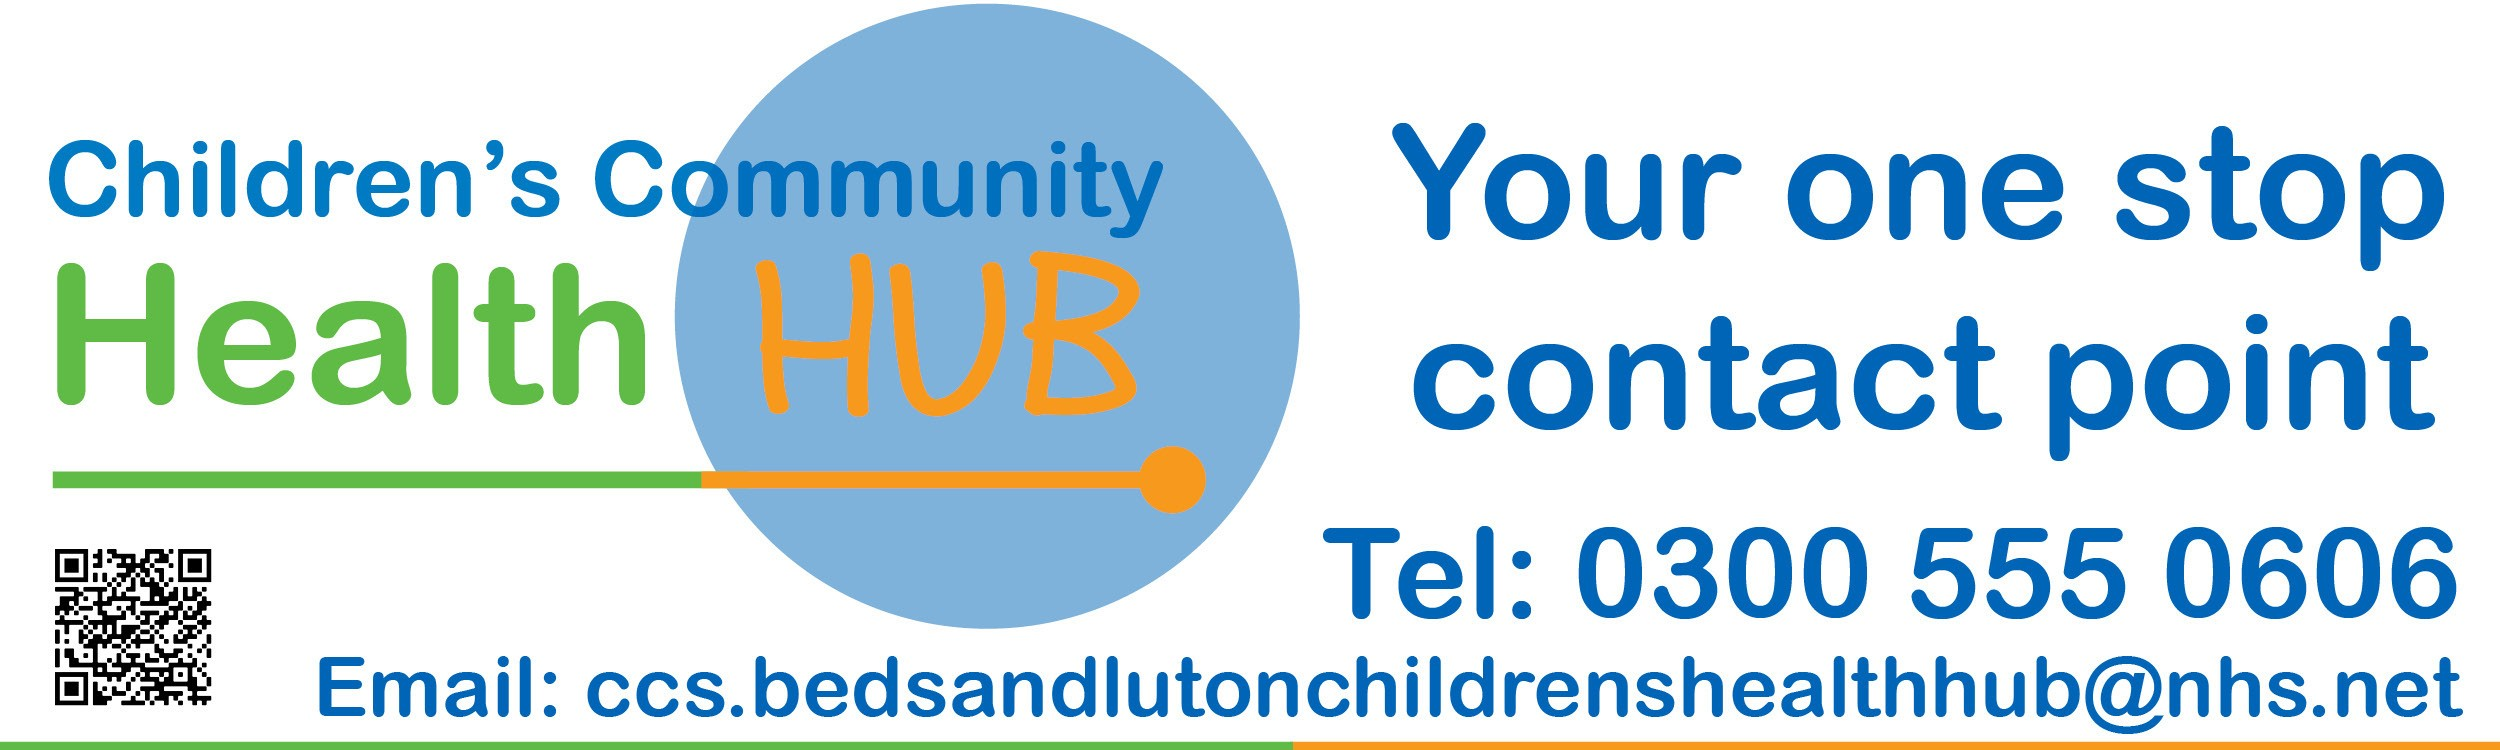 Children's Community
Health HUB
Your one stop
contact point
Tel: 0300 555 0606
Email: ccs.bedsandlutonchildrenshealthhub@nhs.net